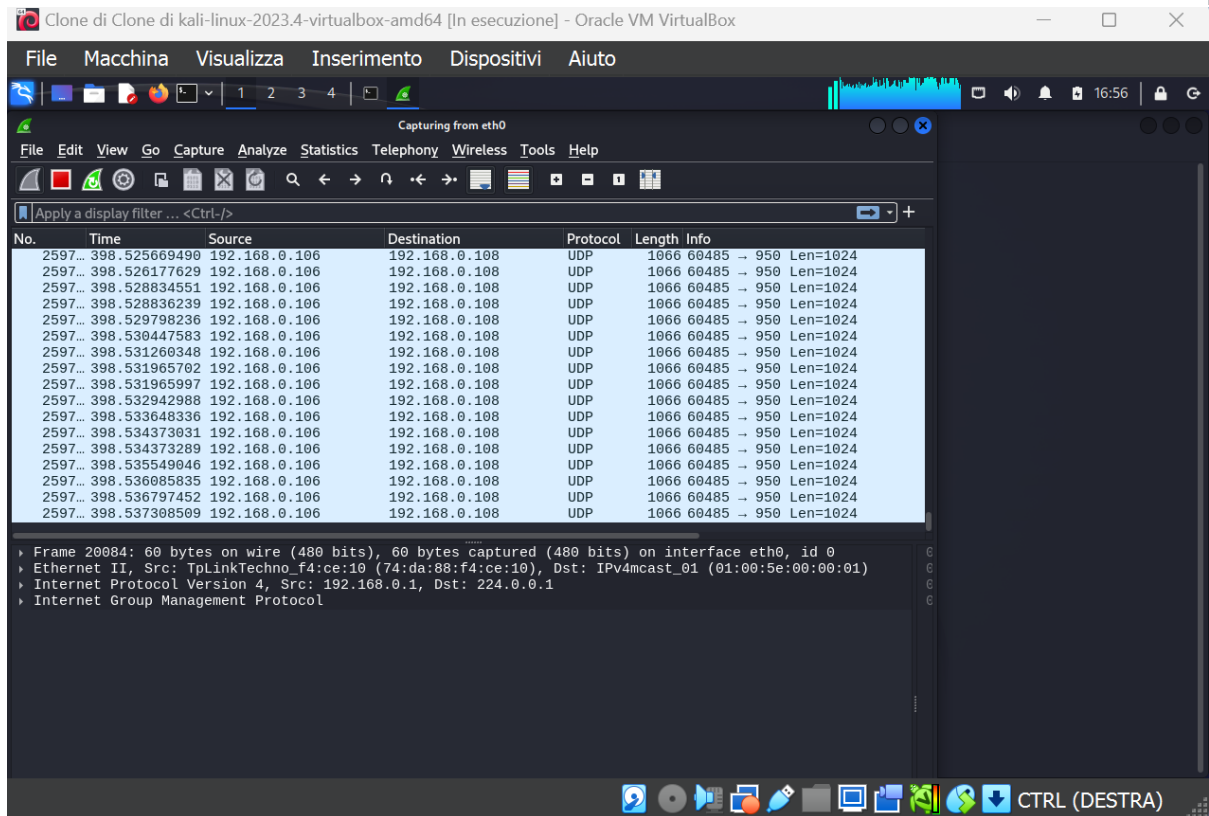 Clone di Clone di kali-linux-2023.4-virtualbox-amd64 [In esecuzione] - Oracle VM VirtualBox
File Macchina Visualizza Inserimento Dispositivi Aiuto
1 2 3 4 16:56
Capturing from eth0
File Edit View Go Capture Analyze Statistics Telephony Wireless Tools Help
Apply a display filter ... <Ctrl-/>
No. Time Source Destination Protocol Length Info
2597… 398.525669490 192.168.0.106 192.168.0.108 UDP 1066 60485 → 950 Len=1024
2597… 398.526177629 192.168.0.106 192.168.0.108 UDP 1066 60485 → 950 Len=1024
2597… 398.528834551 192.168.0.106 192.168.0.108 UDP 1066 60485 → 950 Len=1024
2597… 398.528836239 192.168.0.106 192.168.0.108 UDP 1066 60485 → 950 Len=1024
2597… 398.529798236 192.168.0.106 192.168.0.108 UDP 1066 60485 → 950 Len=1024
2597… 398.530447583 192.168.0.106 192.168.0.108 UDP 1066 60485 → 950 Len=1024
2597… 398.531260348 192.168.0.106 192.168.0.108 UDP 1066 60485 → 950 Len=1024
2597… 398.531965702 192.168.0.106 192.168.0.108 UDP 1066 60485 → 950 Len=1024
2597… 398.531965997 192.168.0.106 192.168.0.108 UDP 1066 60485 → 950 Len=1024
2597… 398.532942988 192.168.0.106 192.168.0.108 UDP 1066 60485 → 950 Len=1024
2597… 398.533648336 192.168.0.106 192.168.0.108 UDP 1066 60485 → 950 Len=1024
2597… 398.534373031 192.168.0.106 192.168.0.108 UDP 1066 60485 → 950 Len=1024
2597… 398.534373289 192.168.0.106 192.168.0.108 UDP 1066 60485 → 950 Len=1024
2597… 398.535549046 192.168.0.106 192.168.0.108 UDP 1066 60485 → 950 Len=1024
2597… 398.536085835 192.168.0.106 192.168.0.108 UDP 1066 60485 → 950 Len=1024
2597… 398.536797452 192.168.0.106 192.168.0.108 UDP 1066 60485 → 950 Len=1024
2597… 398.537308509 192.168.0.106 192.168.0.108 UDP 1066 60485 → 950 Len=1024
Frame 20084: 60 bytes on wire (480 bits), 60 bytes captured (480 bits) on interface eth0, id 0
Ethernet II, Src: TpLinkTechno_f4:ce:10 (74:da:88:f4:ce:10), Dst: IPv4mcast_01 (01:00:5e:00:00:01)
Internet Protocol Version 4, Src: 192.168.0.1, Dst: 224.0.0.1
Internet Group Management Protocol
CTRL (DESTRA)